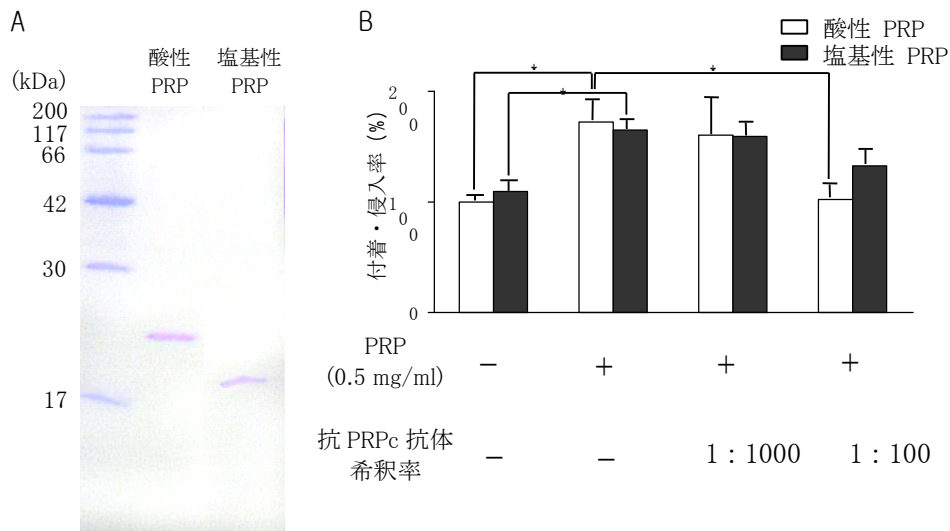 A
(kDa)
酸性
PRP
塩基性
PRP
200
117
66
42
30
17
B
酸性 PRP
塩基性 PRP
付着・侵入率 (%)
200
100
0
*
*
*
PRP
(0.5 mg/ml)
−
+
+
+
抗 PRPc 抗体
希釈率
−
−
1：1000
1：100